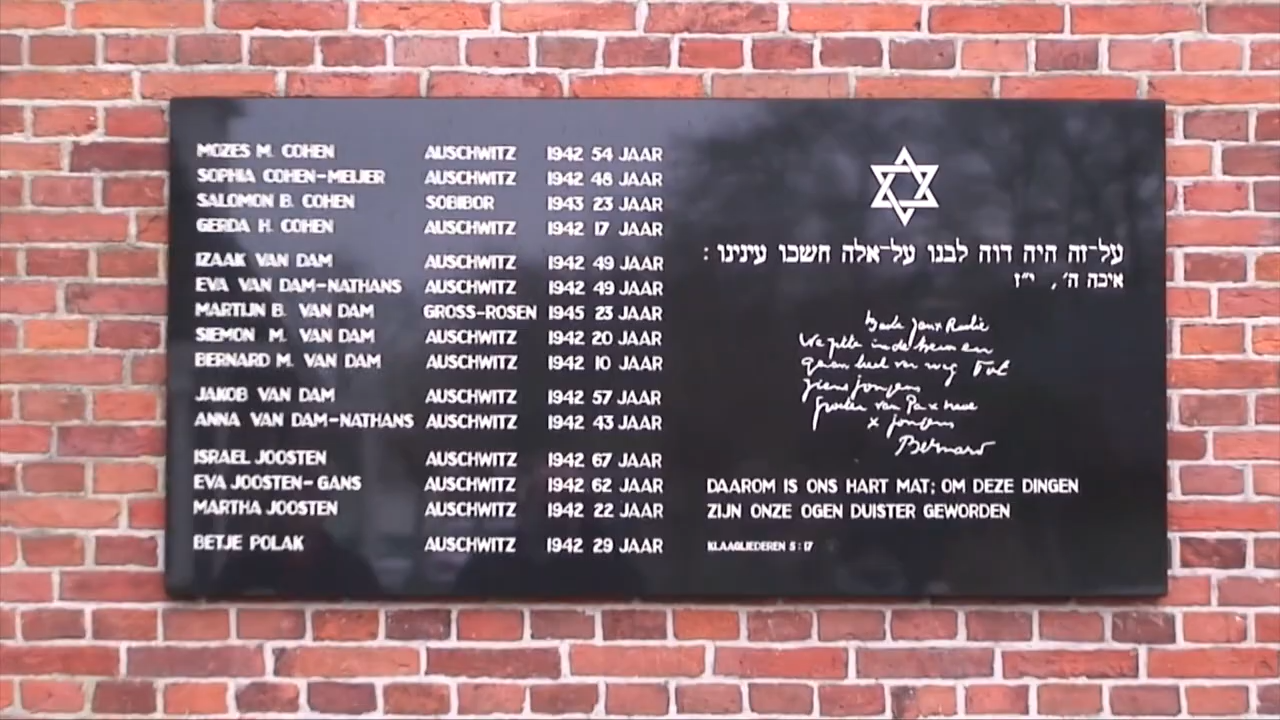 MOZES M. COHEN AUSCHWITZ 1942 54 JAAR
SOPHIA COHEN-MEIJER AUSCHWITZ 1942 48 JAAR
SALOMON B. COHEN SOBIBOR 1943 23 JAAR
GERDA H. COHEN AUSCHWITZ 1942 17 JAAR
IZAAK VAN DAM AUSCHWITZ 1942 49 JAAR
EVA VAN DAM-NATHANS AUSCHWITZ 1942 49 JAAR
MARTIJN B. VAN DAM GROSS-ROSEN 1945 23 JAAR
SIEMON M. VAN DAM AUSCHWITZ 1942 20 JAAR
BERNARD M. VAN DAM AUSCHWITZ 1942 10 JAAR
JAKOB VAN DAM AUSCHWITZ 1942 57 JAAR
ANNA VAN DAM-NATHANS AUSCHWITZ 1942 43 JAAR
ISRAEL JOOSTEN AUSCHWITZ 1942 67 JAAR
EVA JOOSTEN-GANS AUSCHWITZ 1942 62 JAAR
MARTHA JOOSTEN AUSCHWITZ 1942 22 JAAR
BETJE POLAK AUSCHWITZ 1942 29 JAAR
על־זה היה דוה לבנו על־אלה חשכו עינינו :
איכה ה׳, י״ז
jongens
Groeten van Pa x
x jongens
Bernard
DAAROM IS ONS HART MAT; OM DEZE DINGEN
ZIJN ONZE OGEN DUISTER GEWORDEN
KLAAGLIEDEREN 5:17